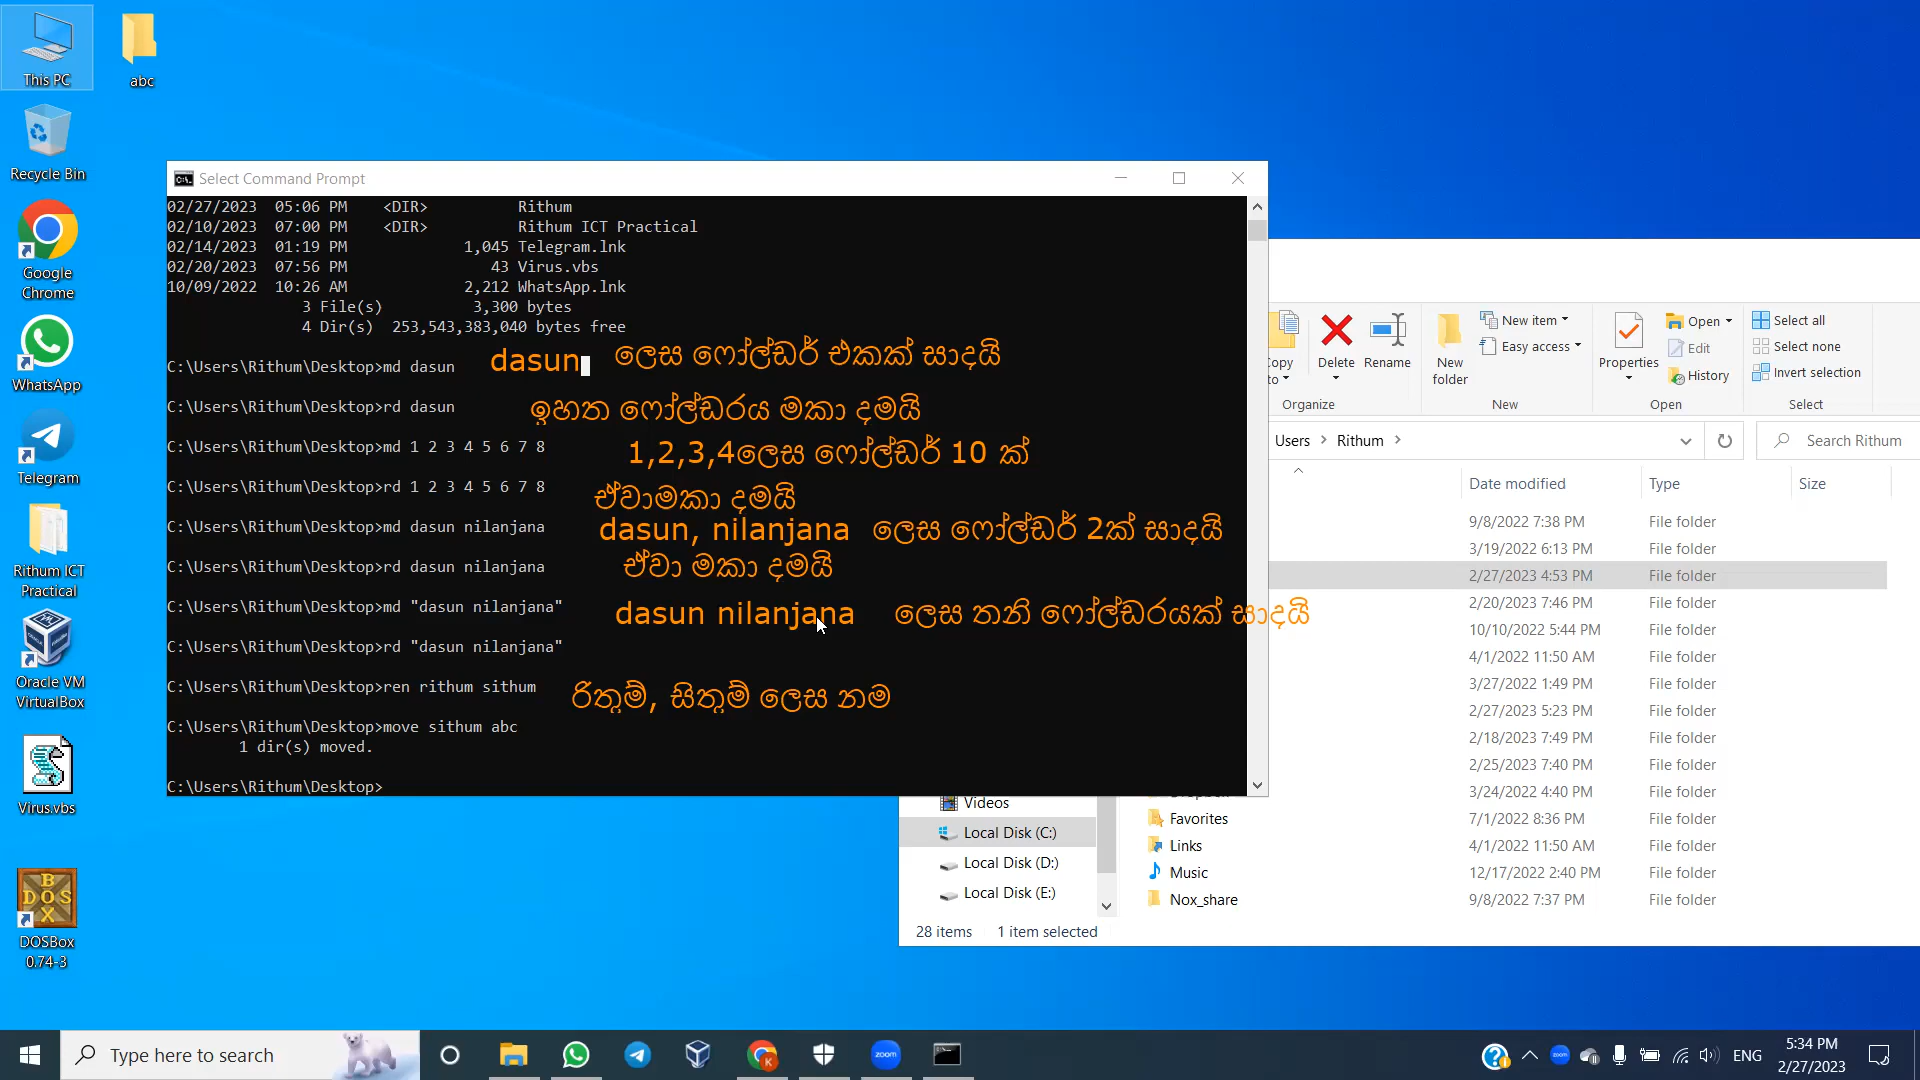 This PC
abc
Recycle Bin
Google
Chrome
WhatsApp
Telegram
Rithum ICT
Practical
Oracle VM
VirtualBox
Virus.vbs
DOSBox
0.74-3
Select Command Prompt
02/27/2023  05:06 PM    <DIR>          Rithum
02/10/2023  07:00 PM    <DIR>          Rithum ICT Practical
02/14/2023  01:19 PM             1,045 Telegram.lnk
02/20/2023  07:56 PM                43 Virus.vbs
10/09/2022  10:26 AM             2,212 WhatsApp.lnk
3 File(s)          3,300 bytes
4 Dir(s)  253,543,383,040 bytes free
C:\Users\Rithum\Desktop>md dasun dasun ලෙස ෆෝල්ඩර් එකක් සාදයි
C:\Users\Rithum\Desktop>rd dasun ඉහත ෆෝල්ඩරය මකා දමයි
C:\Users\Rithum\Desktop>md 1 2 3 4 5 6 7 8 1,2,3,4ලෙස ෆෝල්ඩර් 10 ක්
C:\Users\Rithum\Desktop>rd 1 2 3 4 5 6 7 8 ඒවාමකා දමයි
C:\Users\Rithum\Desktop>md dasun nilanjana dasun, nilanjana ලෙස ෆෝල්ඩර් 2ක් සාදයි
C:\Users\Rithum\Desktop>rd dasun nilanjana ඒවා මකා දමයි
C:\Users\Rithum\Desktop>md "dasun nilanjana" dasun nilanjana ලෙස තනි ෆෝල්ඩරයක් සාදයි
C:\Users\Rithum\Desktop>rd "dasun nilanjana"
C:\Users\Rithum\Desktop>ren rithum sithum රිතුම්, සිතුම් ලෙස නම
C:\Users\Rithum\Desktop>move sithum abc
1 dir(s) moved.
C:\Users\Rithum\Desktop>
Copy to
Delete
Rename
Organize
New
folder
New item
Easy access
New
Properties
Open
Edit
History
Open
Select all
Select none
Invert selection
Select
Users > Rithum >
Search Rithum
Date modified Type Size
9/8/2022 7:38 PM File folder
3/19/2022 6:13 PM File folder
2/27/2023 4:53 PM File folder
2/20/2023 7:46 PM File folder
10/10/2022 5:44 PM File folder
4/1/2022 11:50 AM File folder
3/27/2022 1:49 PM File folder
2/27/2023 5:23 PM File folder
2/18/2023 7:49 PM File folder
2/25/2023 7:40 PM File folder
3/24/2022 4:40 PM File folder
Favorites 7/1/2022 8:36 PM File folder
Links 4/1/2022 11:50 AM File folder
Music 12/17/2022 2:40 PM File folder
Nox_share 9/8/2022 7:37 PM File folder
Videos
Local Disk (C:)
Local Disk (D:)
Local Disk (E:)
28 items 1 item selected
Type here to search
zoom
ENG
5:34 PM
2/27/2023